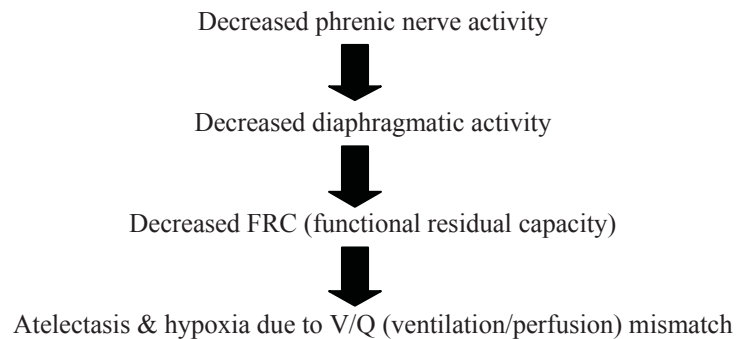 Decreased phrenic nerve activity
Decreased diaphragmatic activity
Decreased FRC (functional residual capacity)
Atelectasis & hypoxia due to V/Q (ventilation/perfusion) mismatch